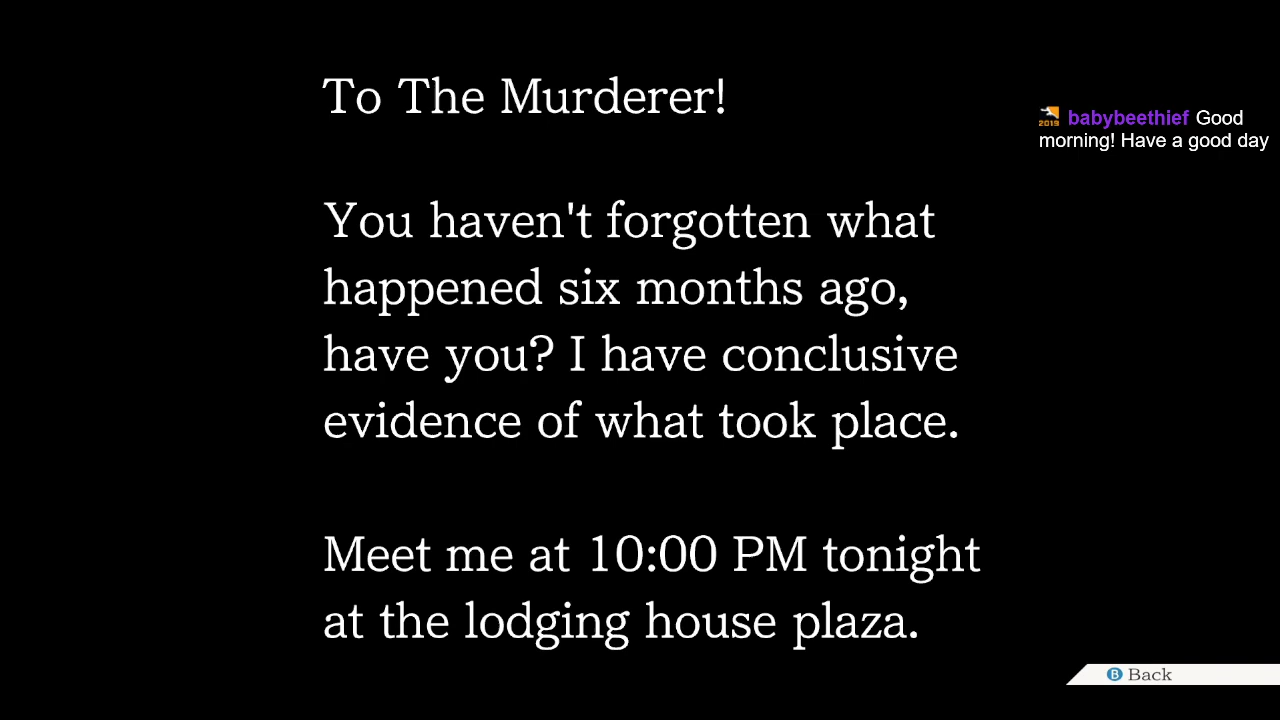 To The Murderer!
You haven't forgotten what
happened six months ago,
have you? I have conclusive
evidence of what took place.
Meet me at 10:00 PM tonight
at the lodging house plaza.
2019 babybeethief Good
morning! Have a good day
B Back